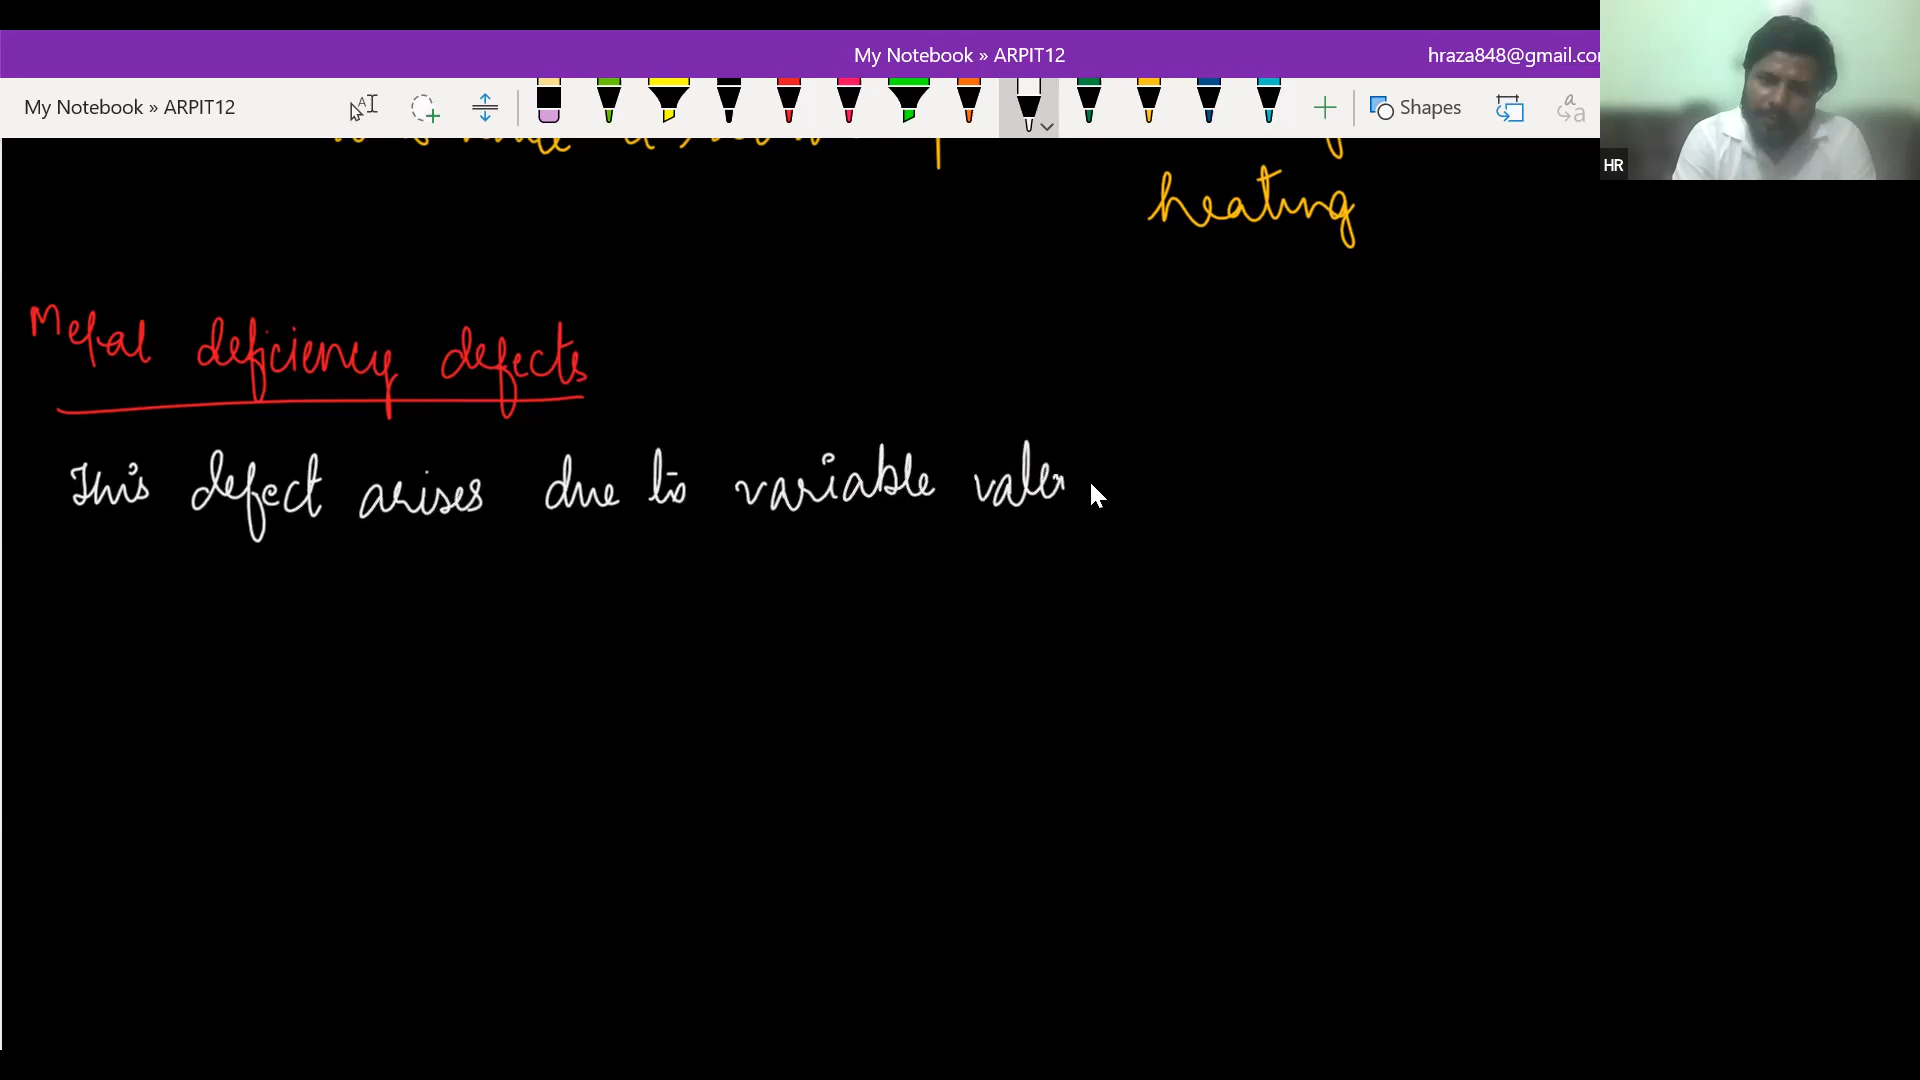 My Notebook » ARPIT12
hraza848@gmail.co
My Notebook » ARPIT12
Shapes
HR
heating
Metal deficiency defects
This defect arises due to variable valen